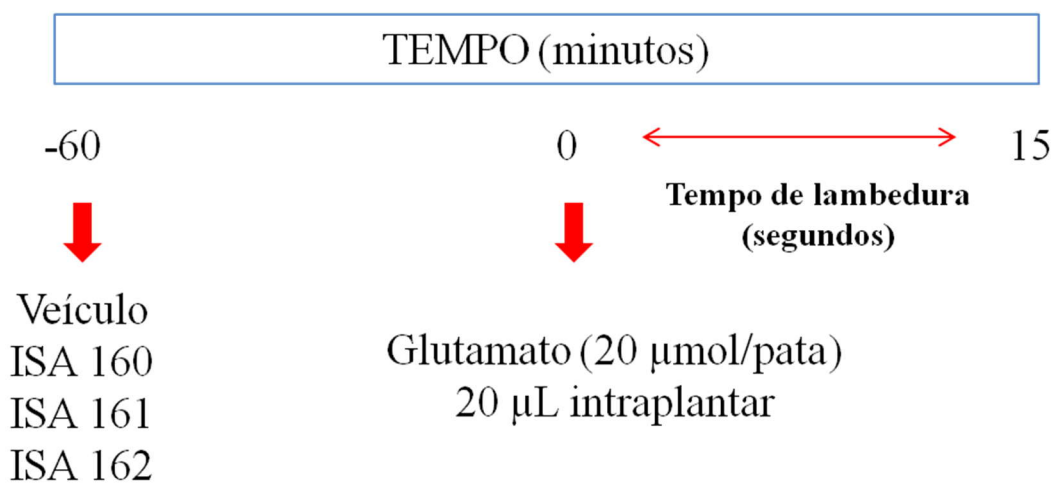 TEMPO (minutos)
-60
0
15
Tempo de lambedura
(segundos)
Veículo
ISA 160
ISA 161
ISA 162
Glutamato (20 µmol/pata)
20 µL intraplantar